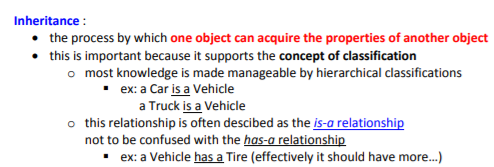 Inheritance :
• the process by which one object can acquire the properties of another object
• this is important because it supports the concept of classification
o most knowledge is made manageable by hierarchical classifications
▪ ex: a Car is a Vehicle
a Truck is a Vehicle
o this relationship is often descibed as the is-a relationship
not to be confused with the has-a relationship
▪ ex: a Vehicle has a Tire (effectively it should have more…)